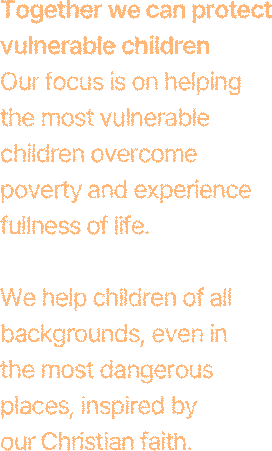 Together we can protect
vulnerable children
Our focus is on helping
the most vulnerable
children overcome
poverty and experience
fullness of life.
We help children of all
backgrounds, even in
the most dangerous
places, inspired by
our Christian faith.